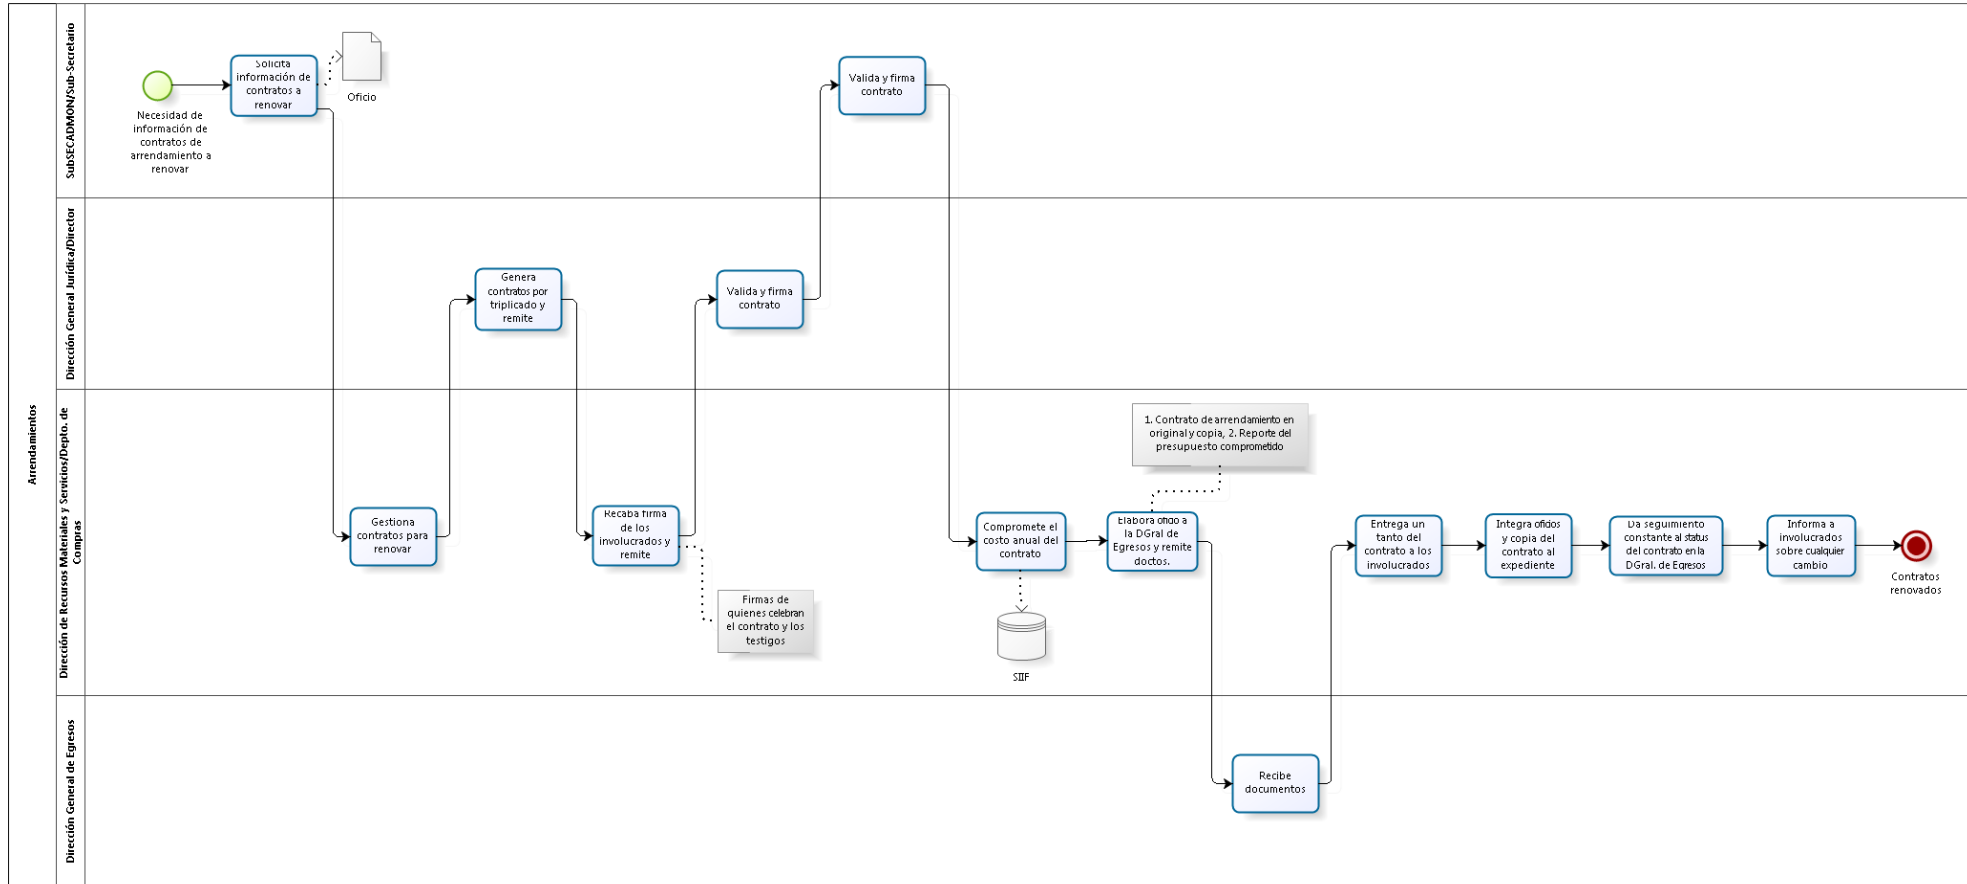 Arrendamientos
SubSECADMON/Sub-Secretario
Necesidad de
información de
contratos de
arrendamiento a
renovar
Solicita
información de
contratos a
renovar
Oficio
Valida y firma
contrato
Dirección General Jurídica/Director
Genera
contratos por
triplicado y
remite
Valida y firma
contrato
Dirección de Recursos Materiales y Servicios/Depto. de
Compras
Gestiona
contratos para
renovar
Recaba firma
de los
involucrados y
remite
Firmas de
quienes celebran
el contrato y los
testigos
Compromete el
costo anual del
contrato
SIIF
1. Contrato de arrendamiento en
original y copia, 2. Reporte del
presupuesto comprometido
Elabora oficio a
la DGral de
Egresos y remite
doctos.
Entrega un
tanto del
contrato a los
involucrados
Integra oficios
y copia del
contrato al
expediente
Da seguimiento
constante al status
del contrato en la
DGral. de Egresos
Informa a
involucrados
sobre cualquier
cambio
Contratos
renovados
Dirección General de Egresos
Recibe
documentos